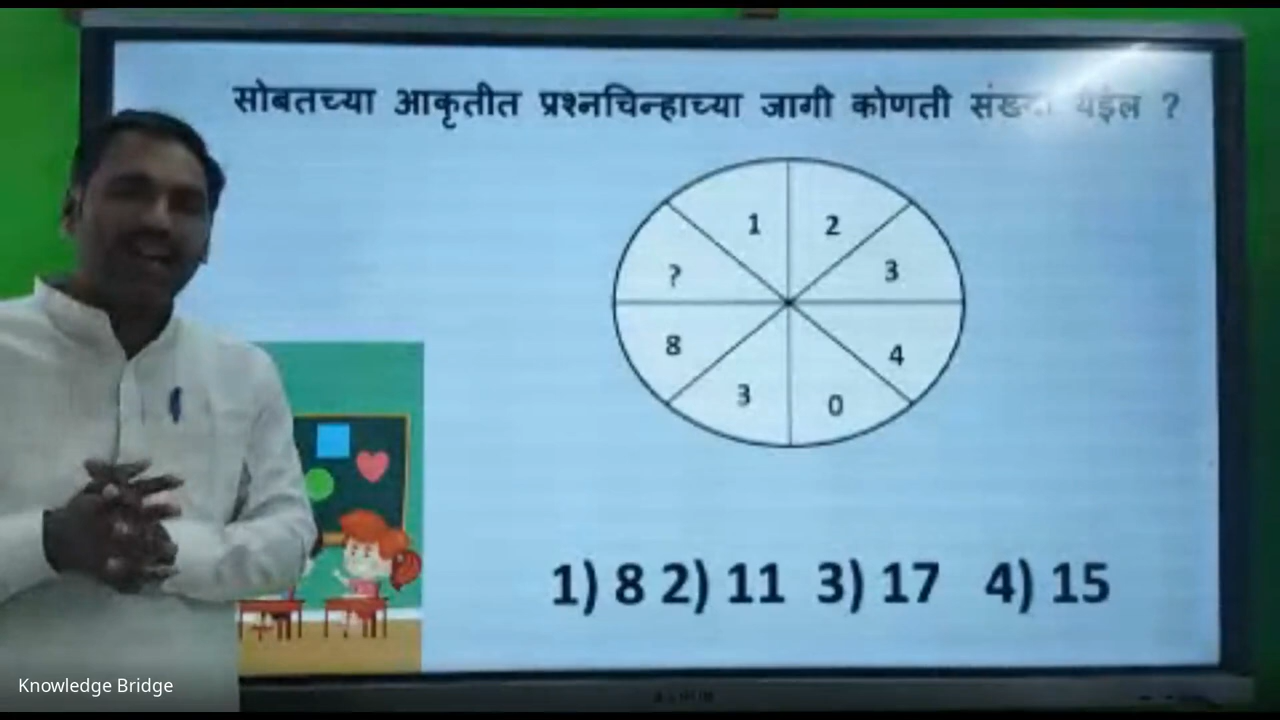 सोबतच्या आकृतीत प्रश्नचिन्हाच्या जागी कोणती ?
1 2
? 3
8 4
3 0
1) 8 2) 11 3) 17 4) 15
Knowledge Bridge